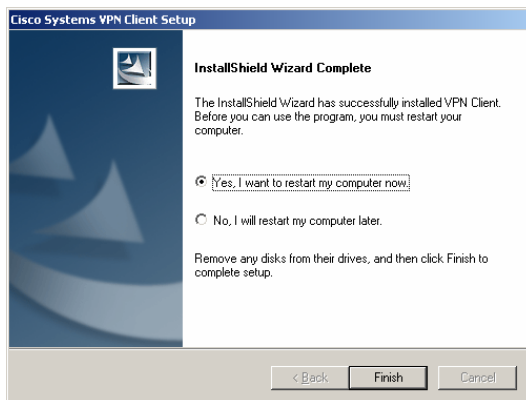 Cisco Systems VPN Client Setup
InstallShield Wizard Complete
The InstallShield Wizard has successfully installed VPN Client.
Before you can use the program, you must restart your
computer.
Yes, I want to restart my computer now.
No, I will restart my computer later.
Remove any disks from their drives, and then click Finish to
complete setup.
< Back Finish Cancel